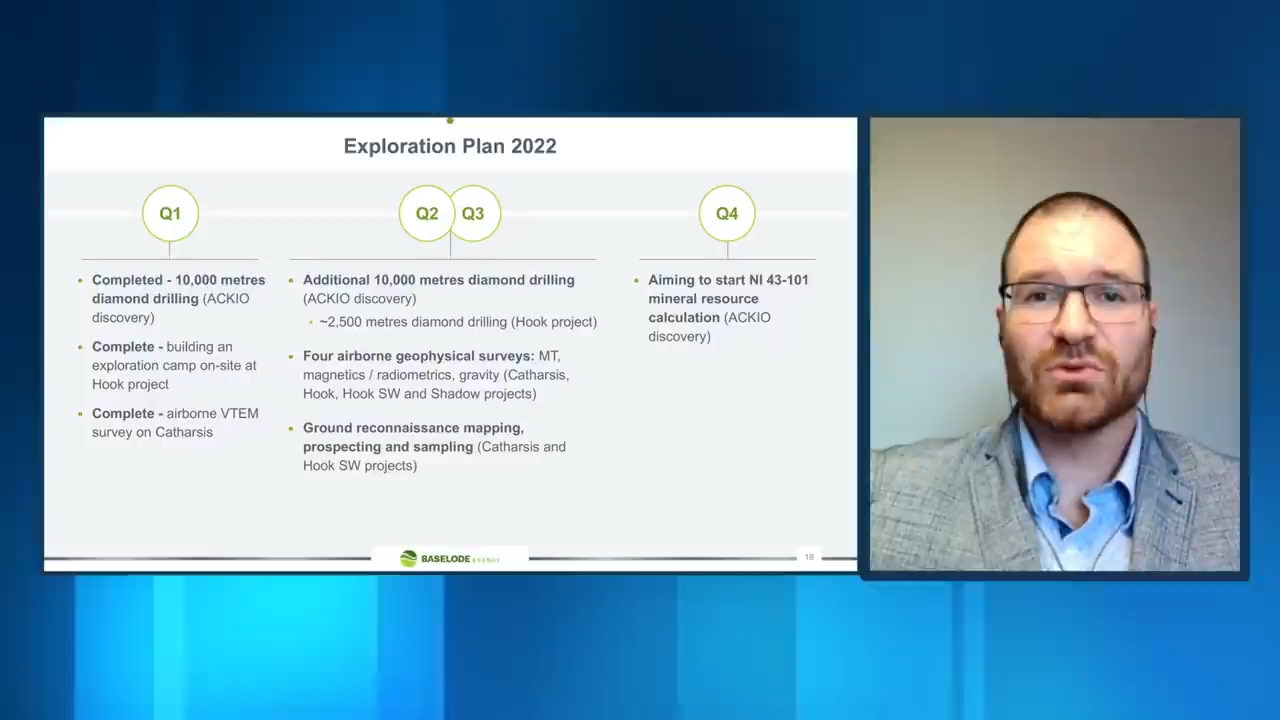 Exploration Plan 2022
Q1
Completed - 10,000 metres
diamond drilling (ACKIO
discovery)
Complete - building an
exploration camp on-site at
Hook project
Complete - airborne VTEM
survey on Catharsis
Q2 Q3
Additional 10,000 metres diamond drilling
(ACKIO discovery)
~2,500 metres diamond drilling (Hook project)
Four airborne geophysical surveys: MT,
magnetics / radiometrics, gravity (Catharsis,
Hook, Hook SW and Shadow projects)
Ground reconnaissance mapping,
prospecting and sampling (Catharsis and
Hook SW projects)
Q4
Aiming to start NI 43-101
mineral resource
calculation (ACKIO
discovery)
BASELODE ENERGY
18